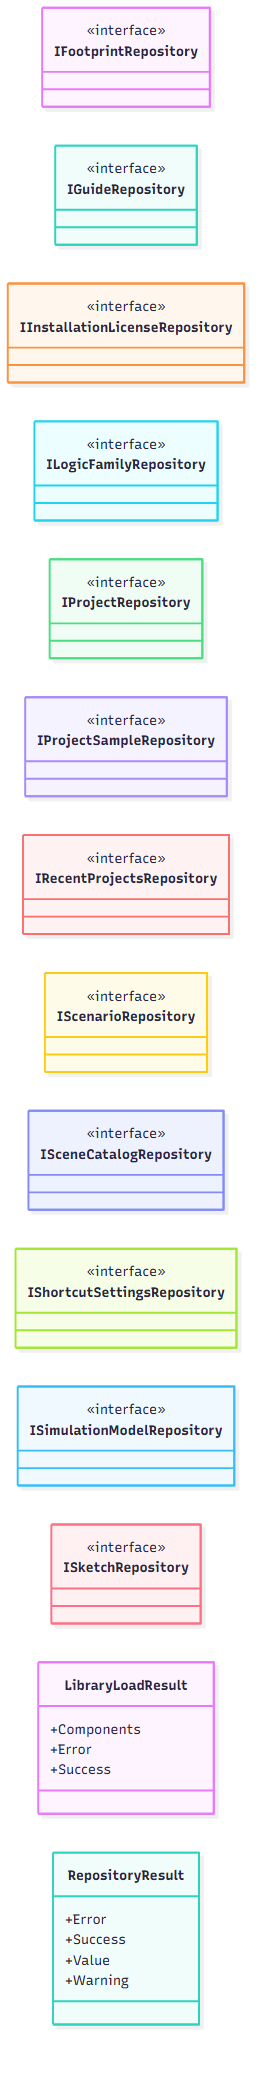 «interface»
IFootprintRepository
«interface»
IGuideRepository
«interface»
IInstallationLicenseRepository
«interface»
ILogicFamilyRepository
«interface»
IProjectRepository
«interface»
IProjectSampleRepository
«interface»
IRecentProjectsRepository
«interface»
IScenarioRepository
«interface»
ISceneCatalogRepository
«interface»
IShortcutSettingsRepository
«interface»
ISimulationModelRepository
«interface»
ISketchRepository
LibraryLoadResult
+Components
+Error
+Success
RepositoryResult
+Error
+Success
+Value
+Warning